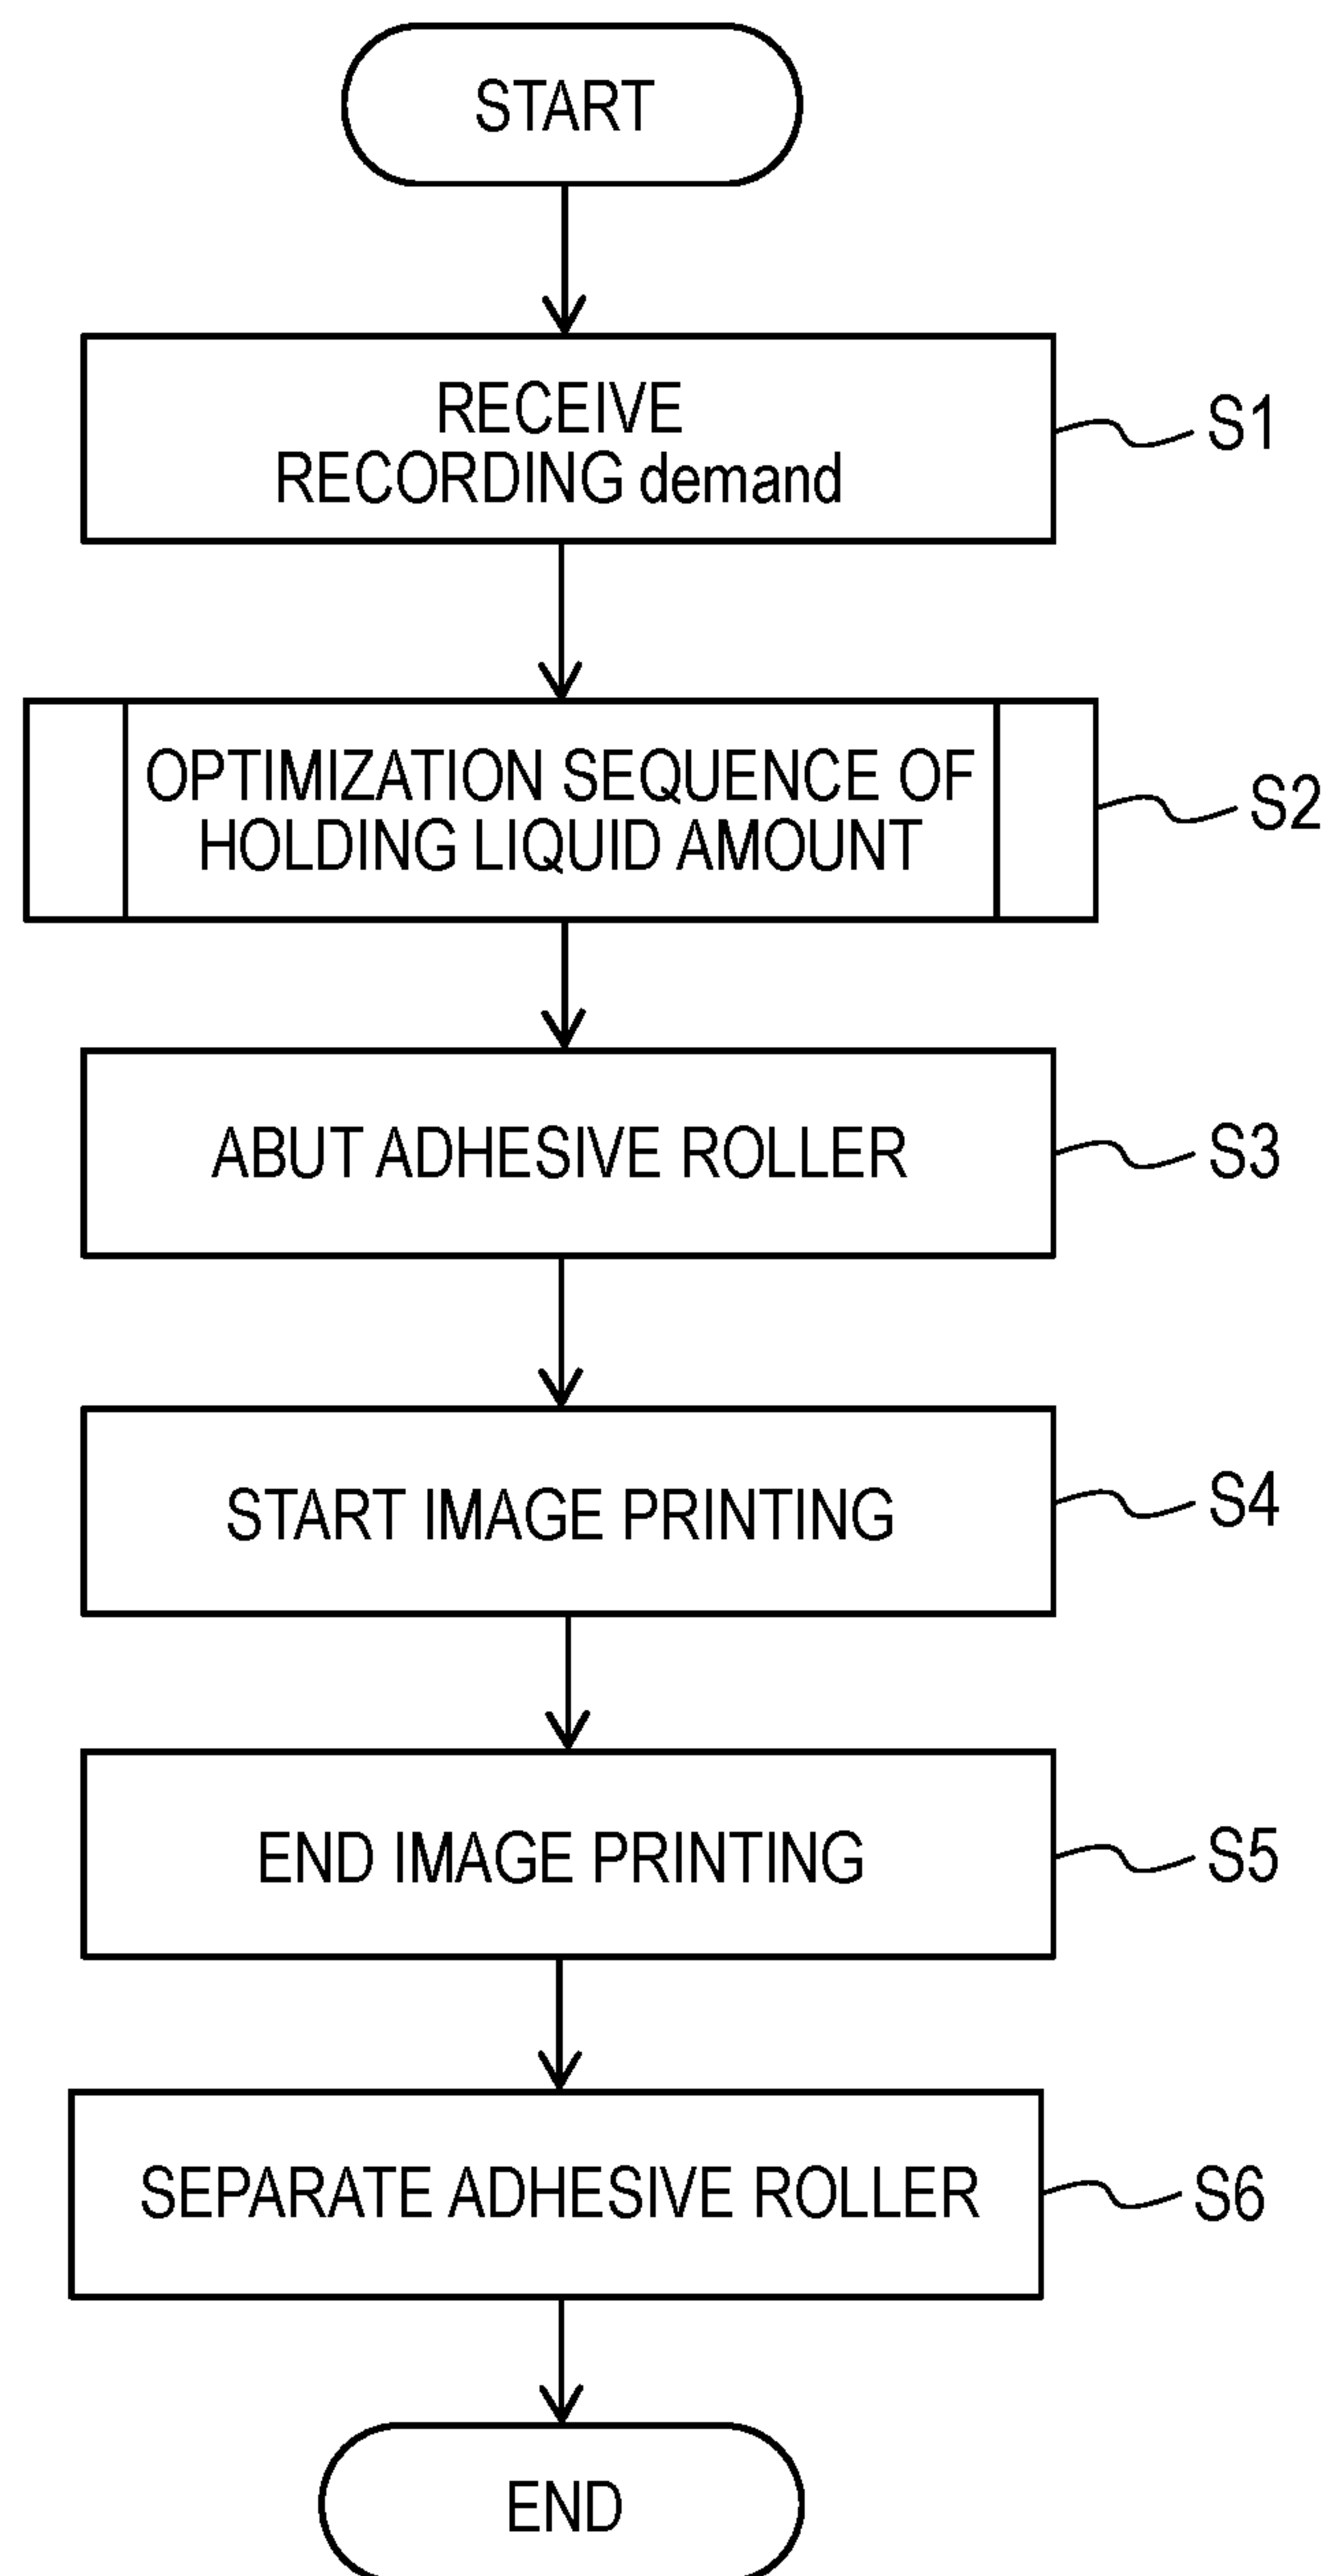 START
RECEIVE
RECORDING demand
S1
OPTIMIZATION SEQUENCE OF
HOLDING LIQUID AMOUNT
S2
ABUT ADHESIVE ROLLER
S3
START IMAGE PRINTING
S4
END IMAGE PRINTING
S5
SEPARATE ADHESIVE ROLLER
S6
END